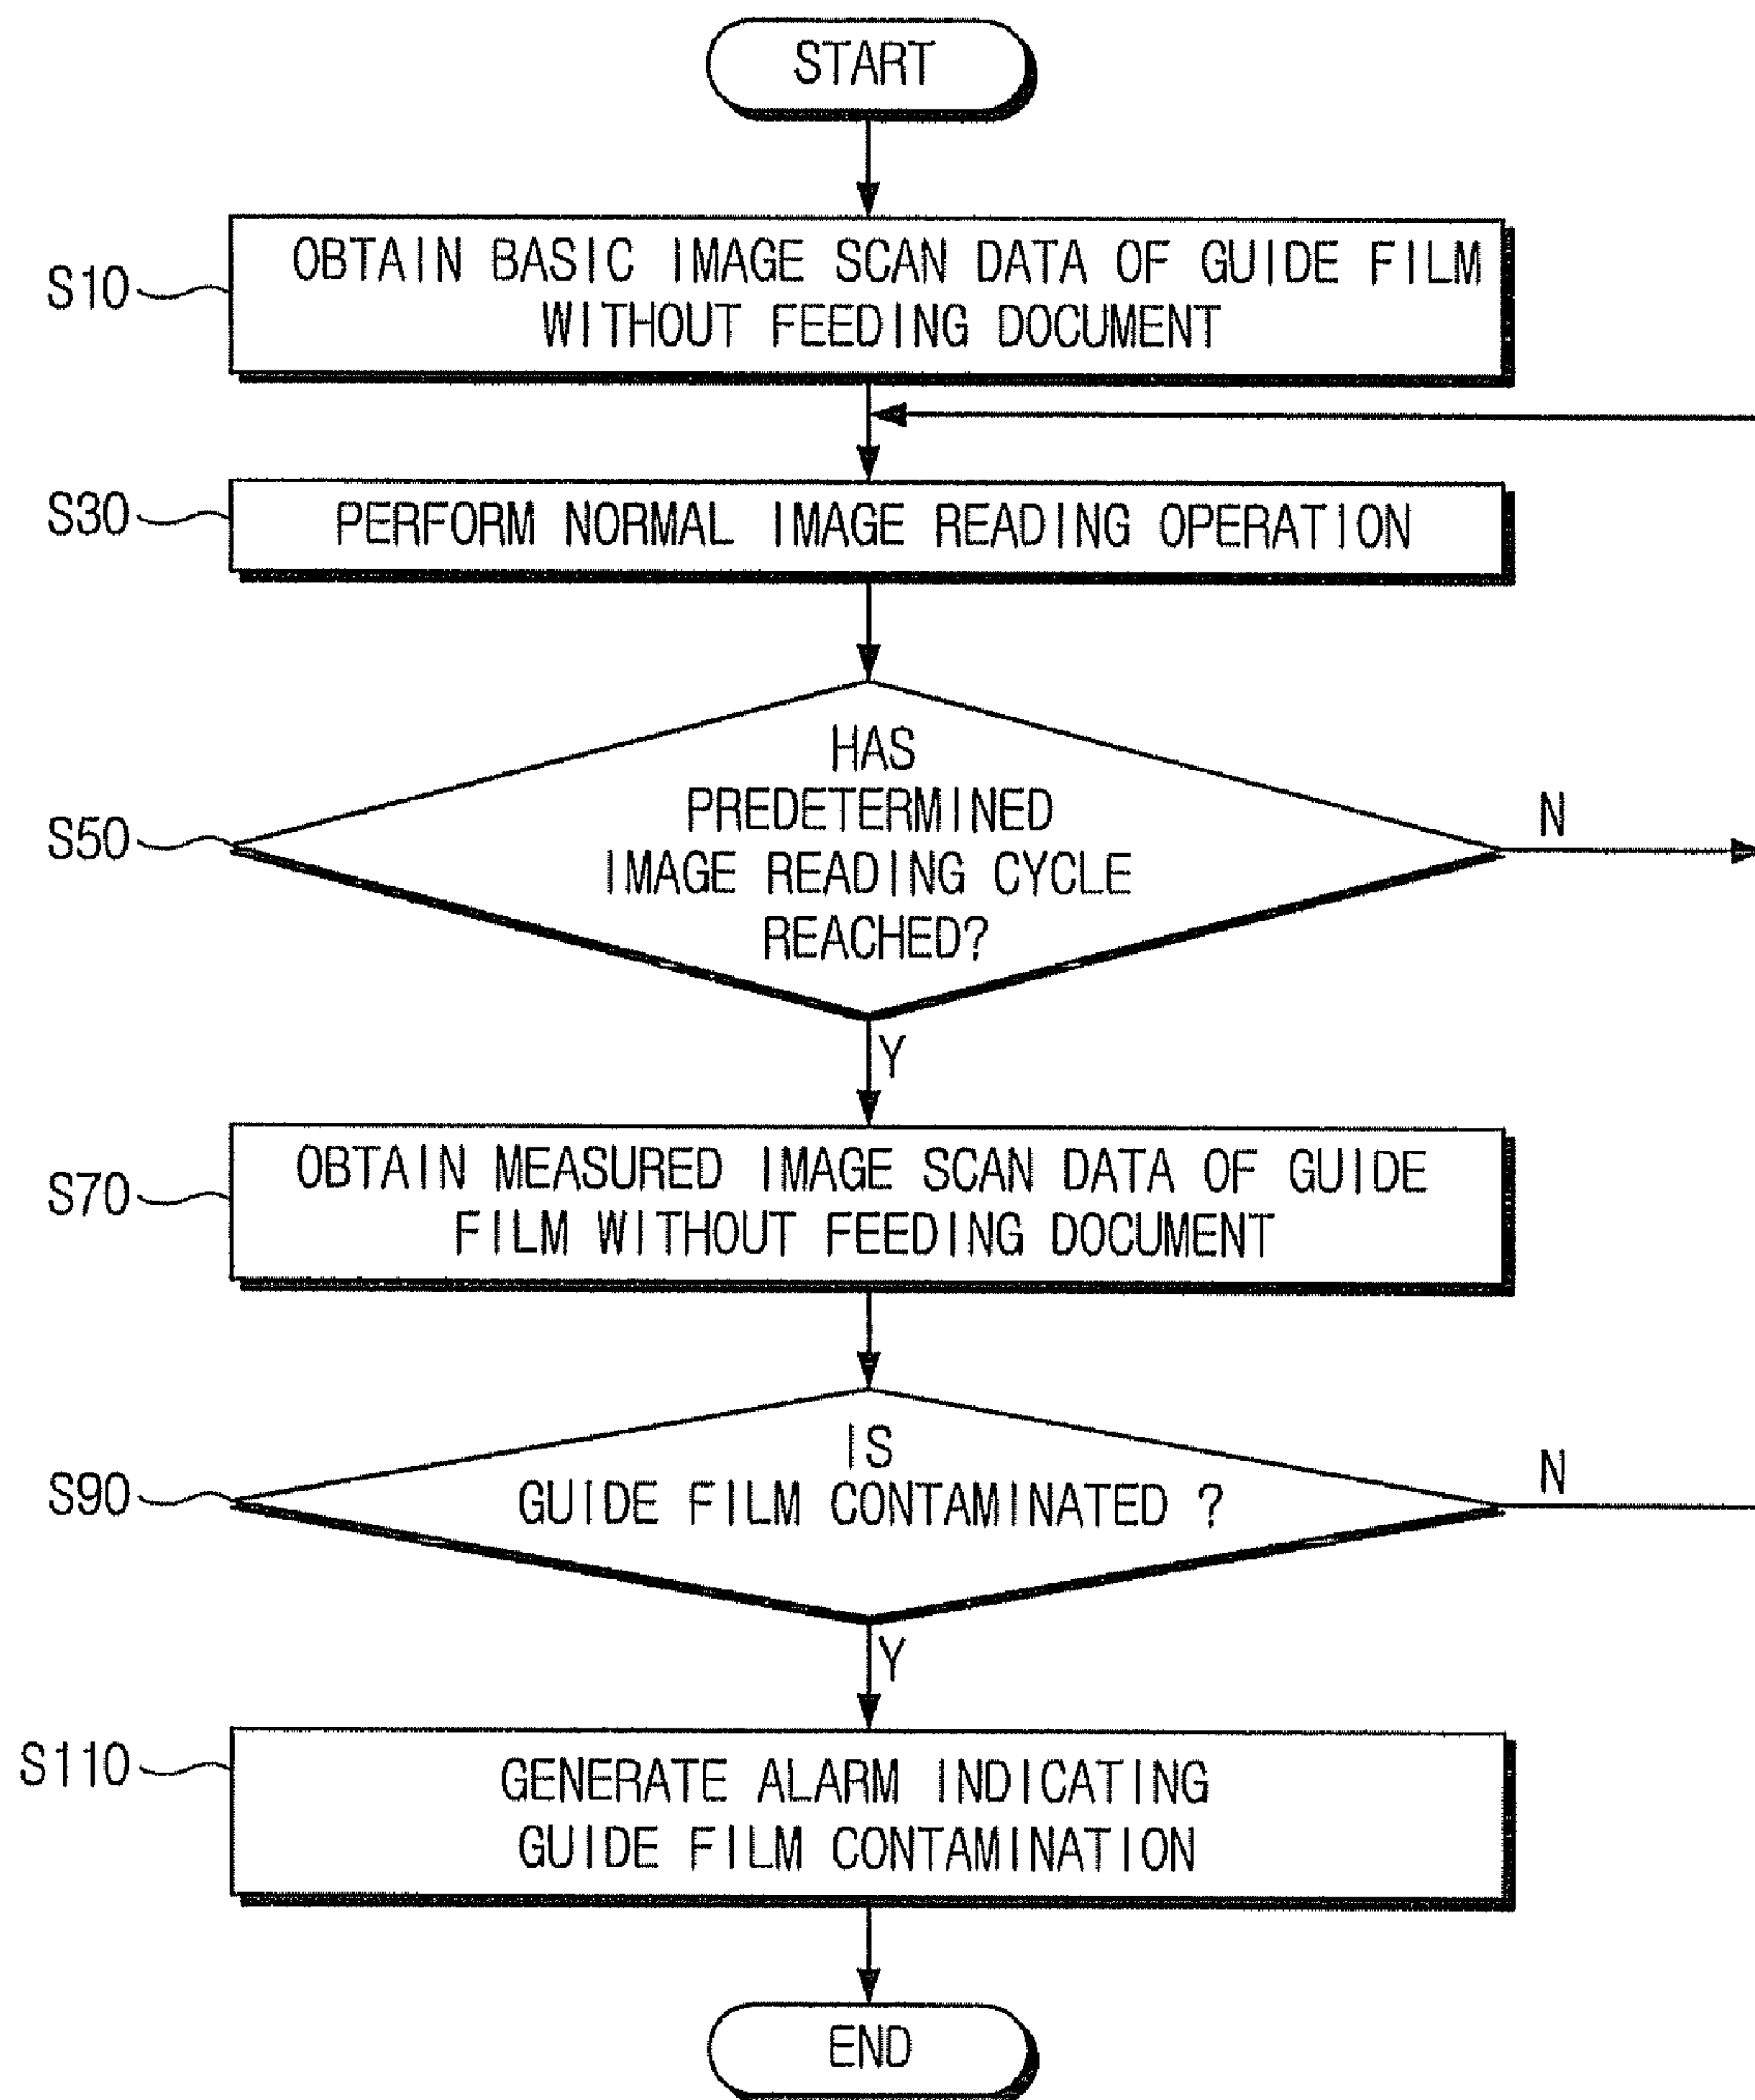 START
S10
OBTAIN BASIC IMAGE SCAN DATA OF GUIDE FILM
WITHOUT FEEDING DOCUMENT
S30
PERFORM NORMAL IMAGE READING OPERATION
S50
HAS
PREDETERMINED
IMAGE READING CYCLE
REACHED?
N
Y
S70
OBTAIN MEASURED IMAGE SCAN DATA OF GUIDE
FILM WITHOUT FEEDING DOCUMENT
S90
IS
GUIDE FILM CONTAMINATED ?
N
Y
S110
GENERATE ALARM INDICATING
GUIDE FILM CONTAMINATION
END